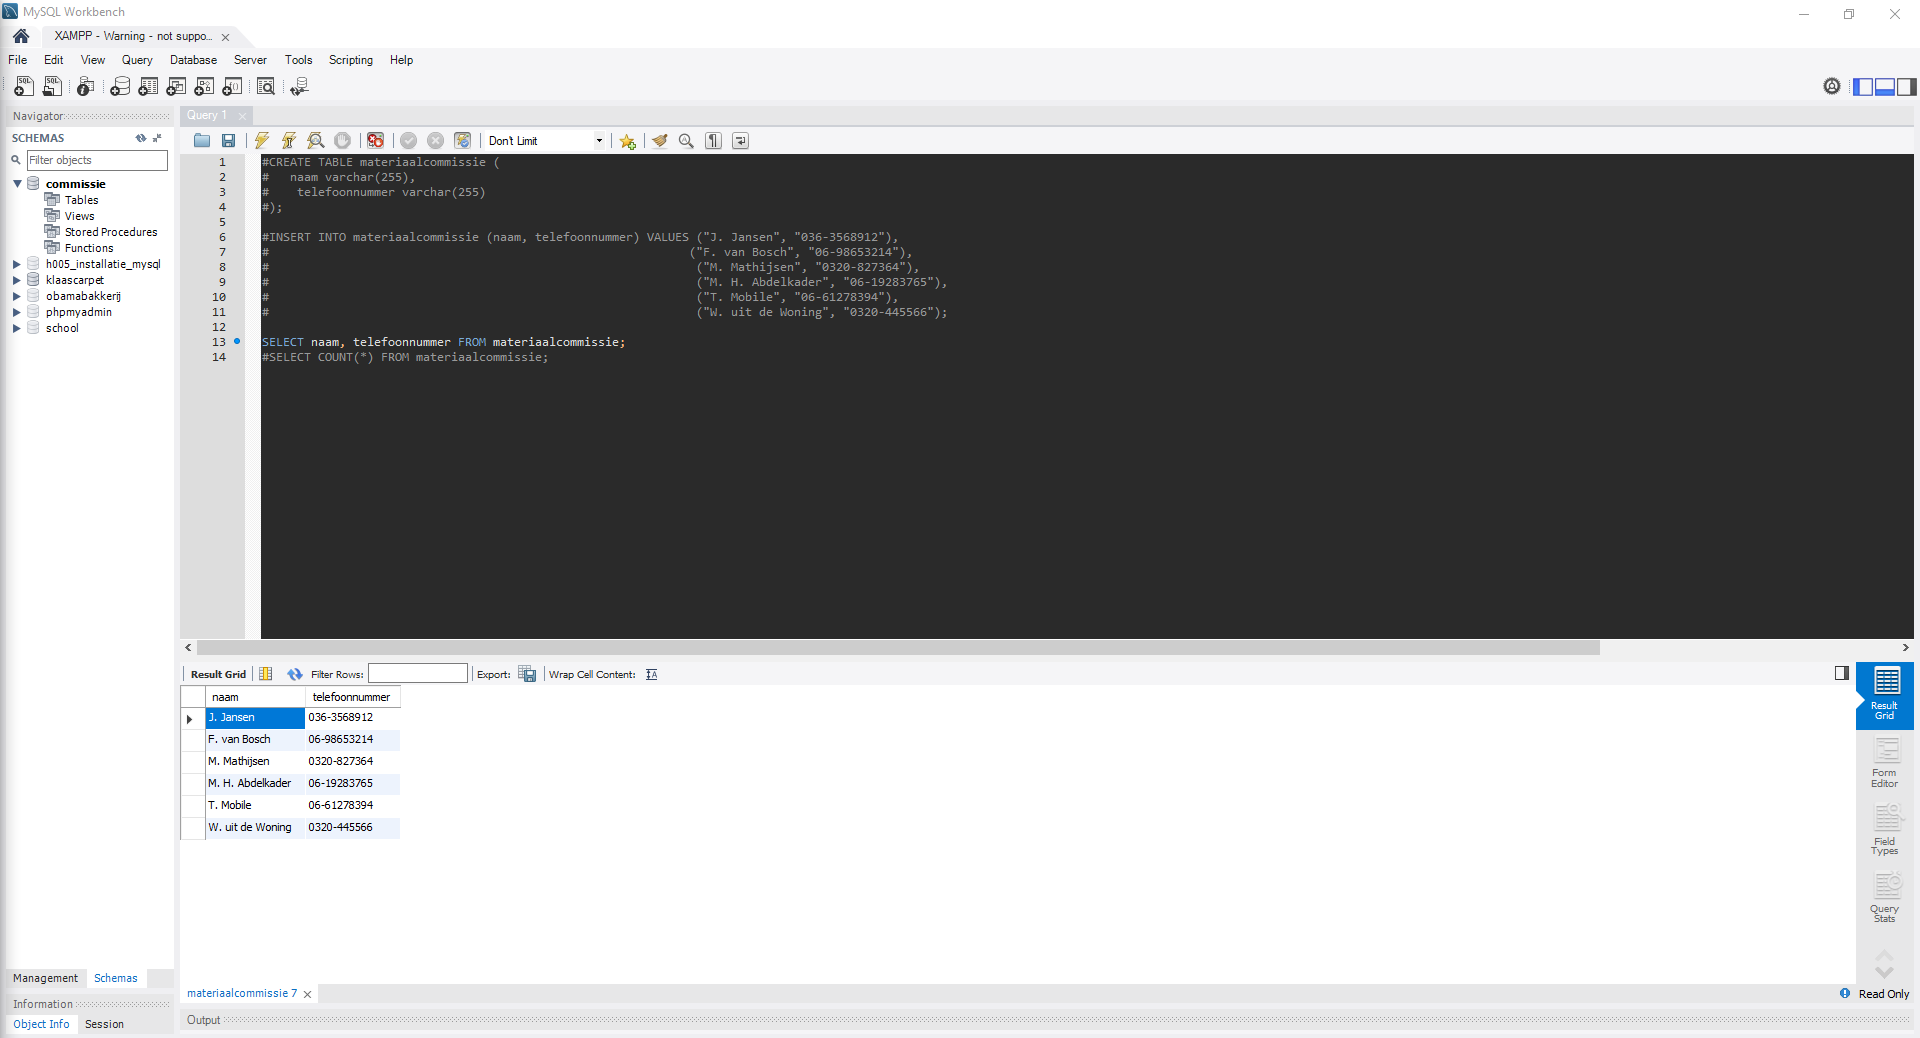 MySQL Workbench
XAMPP - Warning - not suppo...
File Edit View Query Database Server Tools Scripting Help
Navigator
SCHEMAS
Filter objects
commissie
Tables
Views
Stored Procedures
Functions
h005_installatie_mysql
klaascarpet
obamabakkerij
phpmyadmin
school
Management Schemas
Information
Object Info Session
Query 1
Don't Limit
1 #CREATE TABLE materiaalcommissie (
2 #   naam varchar(255),
3 #    telefoonnummer varchar(255)
4 #);
5
6 #INSERT INTO materiaalcommissie (naam, telefoonnummer) VALUES ("J. Jansen", "036-3568912"),
7 # ("F. van Bosch", "06-98653214"),
8 # ("M. Mathijsen", "0320-827364"),
9 # ("M. H. Abdelkader", "06-19283765"),
10 # ("T. Mobile", "06-61278394"),
11 # ("W. uit de Woning", "0320-445566");
12
13 SELECT naam, telefoonnummer FROM materiaalcommissie;
14 #SELECT COUNT(*) FROM materiaalcommissie;
Result Grid Filter Rows: Export: Wrap Cell Content:
naam telefoonnummer
J. Jansen 036-3568912
F. van Bosch 06-98653214
M. Mathijsen 0320-827364
M. H. Abdelkader 06-19283765
T. Mobile 06-61278394
W. uit de Woning 0320-445566
Result
Grid
Form
Editor
Field
Types
Query
Stats
materiaalcommissie 7
Read Only
Output